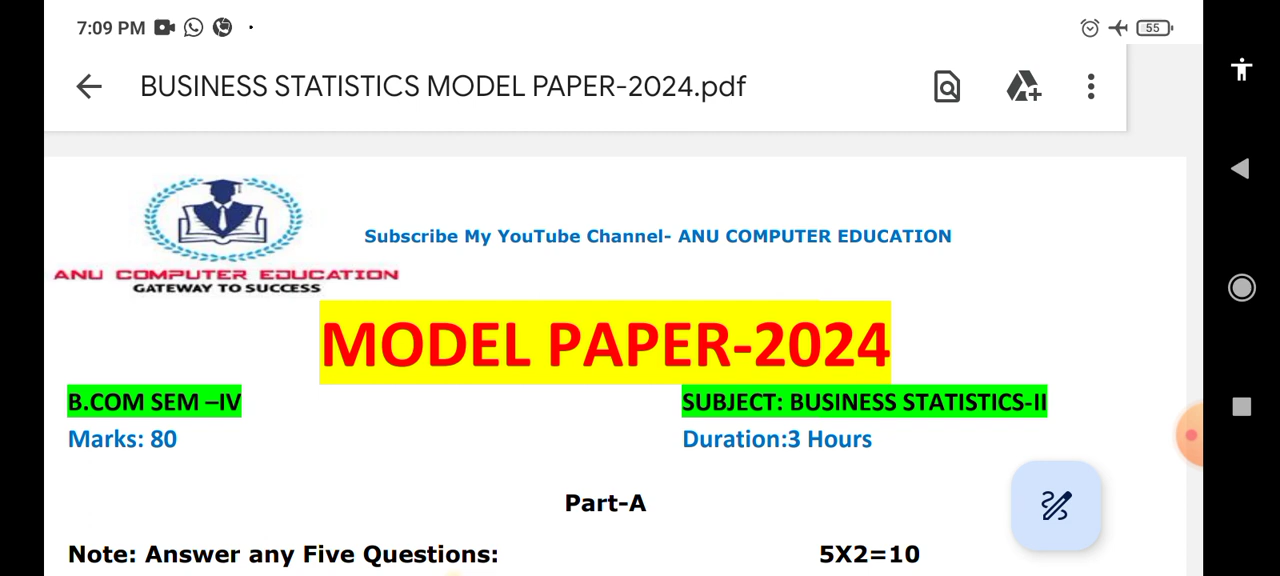 7:09 PM
55
BUSINESS STATISTICS MODEL PAPER-2024.pdf
Subscribe My YouTube Channel- ANU COMPUTER EDUCATION
ANU COMPUTER EDUCATION
GATEWAY TO SUCCESS
MODEL PAPER-2024
B.COM SEM –IV SUBJECT: BUSINESS STATISTICS-II
Marks: 80 Duration:3 Hours
Part-A
Note: Answer any Five Questions: 5X2=10